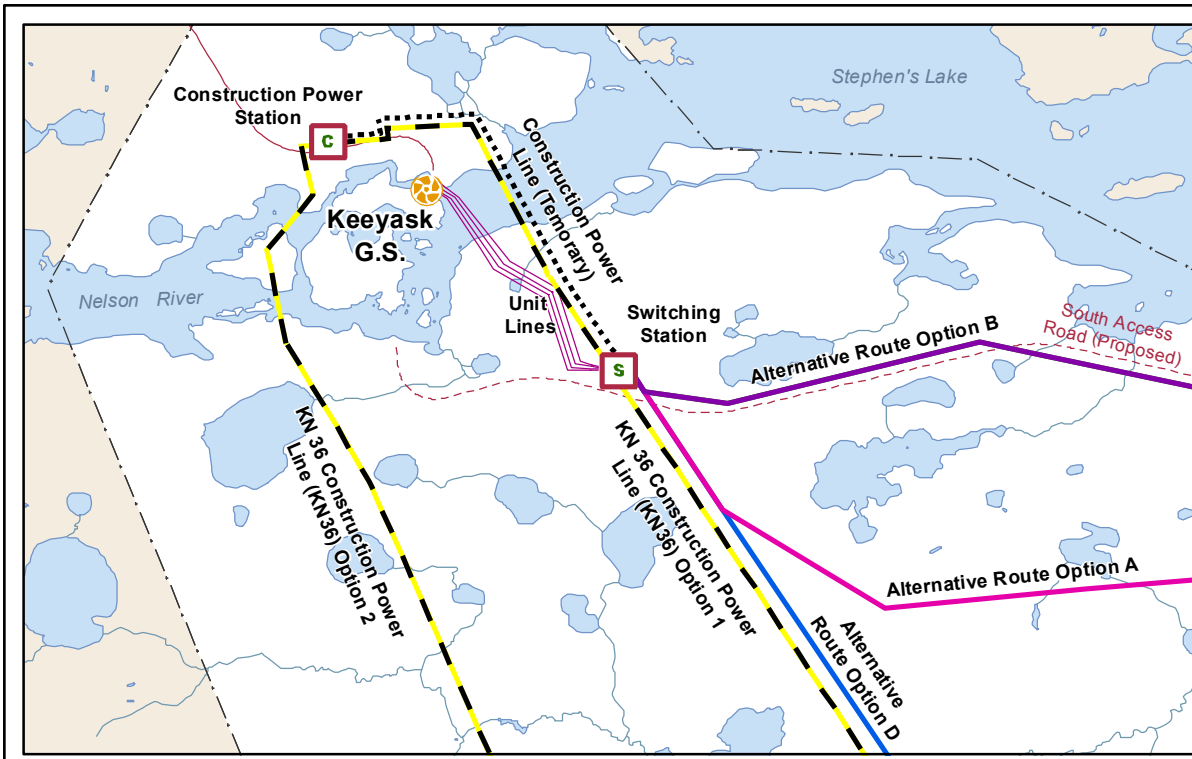 Stephen's Lake
Construction Power
Station
C
Construction Power
Line (Temorary)
Keeyask
G.S.
Nelson River
Unit
Lines
Switching
Station
S
South Access
Road (Proposed)
Alternative Route Option B
KN 36 Construction Power
Line (KN36) Option 2
KN 36 Construction Power
Line (KN36) Option 1
Alternative Route Option A
Alternative
Route Option D